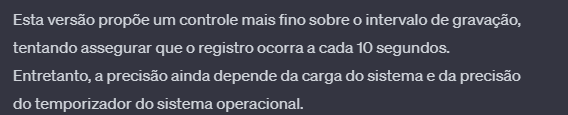 Esta versão propõe um controle mais fino sobre o intervalo de gravação,
tentando assegurar que o registro ocorra a cada 10 segundos.
Entretanto, a precisão ainda depende da carga do sistema e da precisão
do temporizador do sistema operacional.